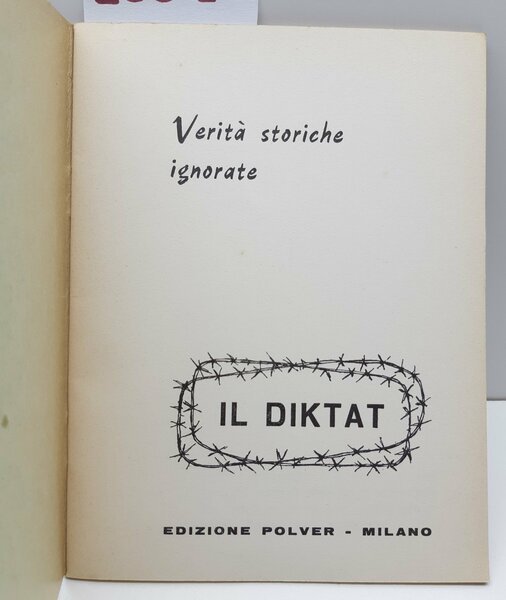 Verità storiche
ignorate
IL DIKTAT
EDIZIONE POLVER - MILANO